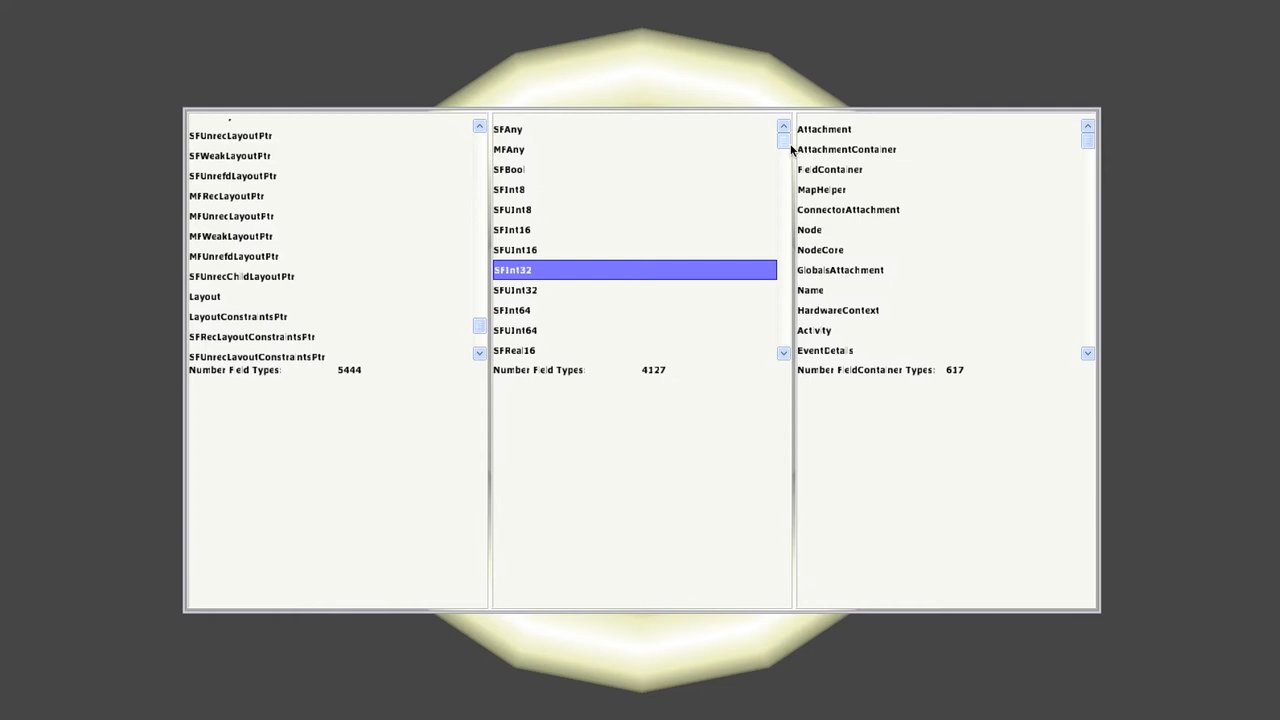 SFUnrecLayoutPtr
SFWeakLayoutPtr
SFUnrefdLayoutPtr
MFRecLayoutPtr
MFUnrecLayoutPtr
MFWeakLayoutPtr
MFUnrefdLayoutPtr
SFUnrecChildLayoutPtr
Layout
LayoutConstraintsPtr
SFRecLayoutConstraintsPtr
SFUnrecLayoutConstraintsPtr
Number Field Types: 5444
SFAny
MFAny
SFBool
SFInt8
SFUInt8
SFInt16
SFUInt16
SFInt32
SFUInt32
SFInt64
SFUInt64
SFReal16
Number Field Types: 4127
Attachment
AttachmentContainer
FieldContainer
MapHelper
ConnectorAttachment
Node
NodeCore
GlobalsAttachment
Name
HardwareContext
Activity
EventDetails
Number FieldContainer Types: 617